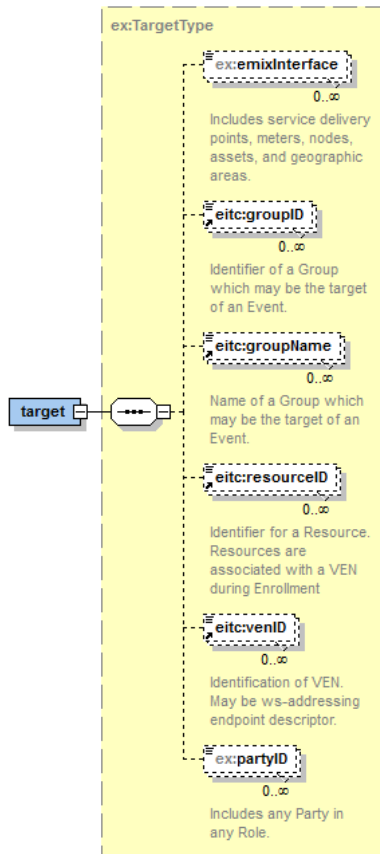 ex:TargetType
ex:emixInterface
0..∞
Includes service delivery
points, meters, nodes,
assets, and geographic
areas.
eitc:groupID
0..∞
Identifier of a Group
which may be the target
of an Event.
eitc:groupName
0..∞
Name of a Group which
may be the target of an
Event.
target
eitc:resourceID
0..∞
Identifier for a Resource.
Resources are
associated with a VEN
during Enrollment
eitc:venID
0..∞
Identification of VEN.
May be ws-addressing
endpoint descriptor.
ex:partyID
0..∞
Includes any Party in
any Role.